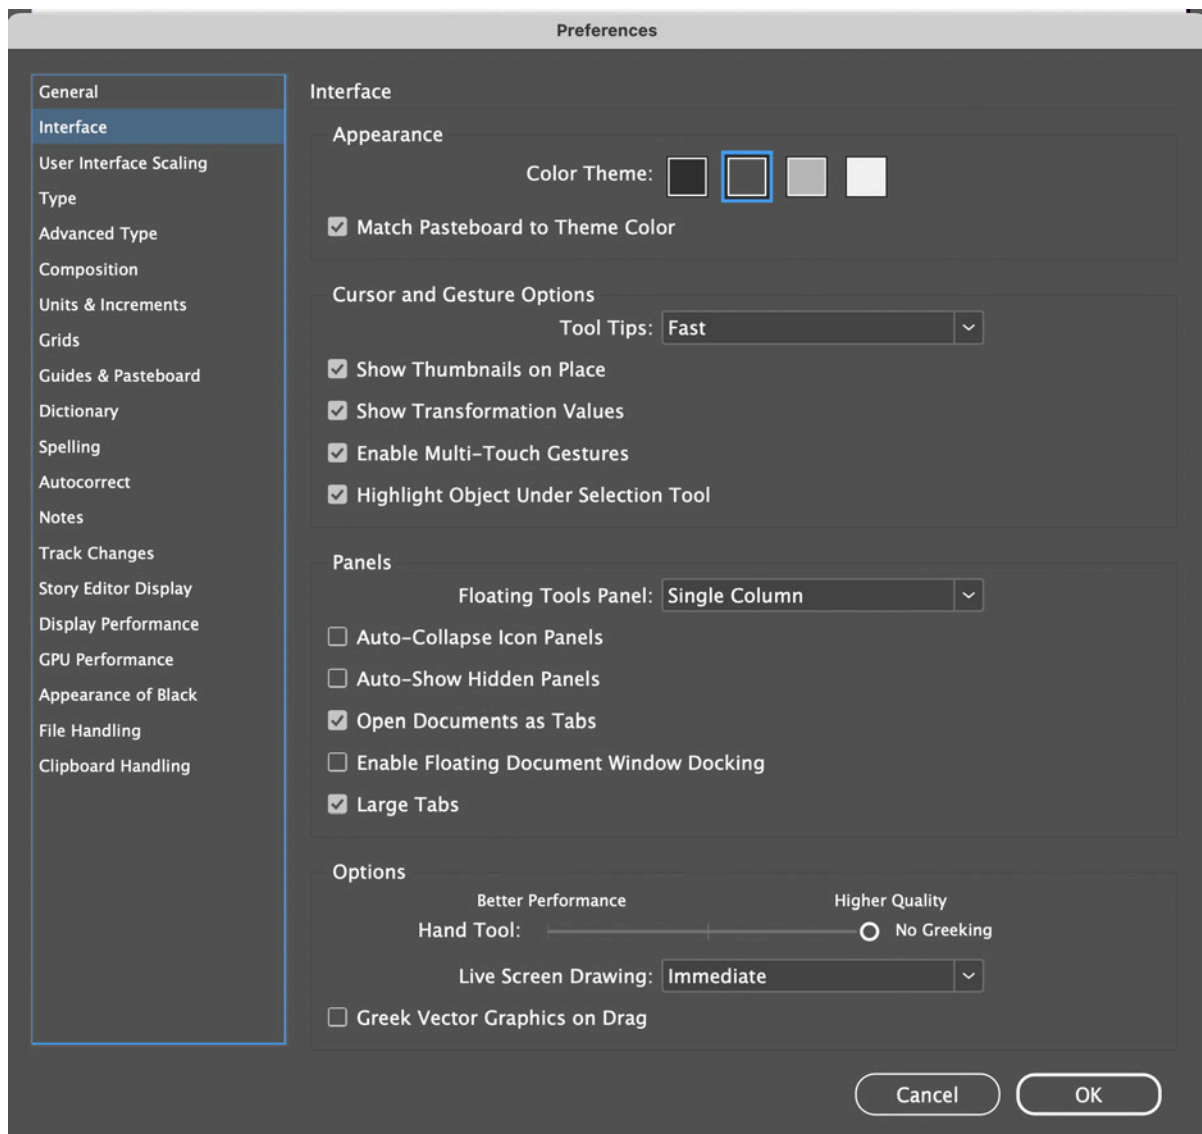 Preferences
General
Interface
User Interface Scaling
Type
Advanced Type
Composition
Units & Increments
Grids
Guides & Pasteboard
Dictionary
Spelling
Autocorrect
Notes
Track Changes
Story Editor Display
Display Performance
GPU Performance
Appearance of Black
File Handling
Clipboard Handling
Interface
Appearance
Color Theme:
Match Pasteboard to Theme Color
Cursor and Gesture Options
Tool Tips: Fast
Show Thumbnails on Place
Show Transformation Values
Enable Multi-Touch Gestures
Highlight Object Under Selection Tool
Panels
Floating Tools Panel: Single Column
Auto-Collapse Icon Panels
Auto-Show Hidden Panels
Open Documents as Tabs
Enable Floating Document Window Docking
Large Tabs
Options
Better Performance Higher Quality
Hand Tool: No Greeking
Live Screen Drawing: Immediate
Greek Vector Graphics on Drag
Cancel OK